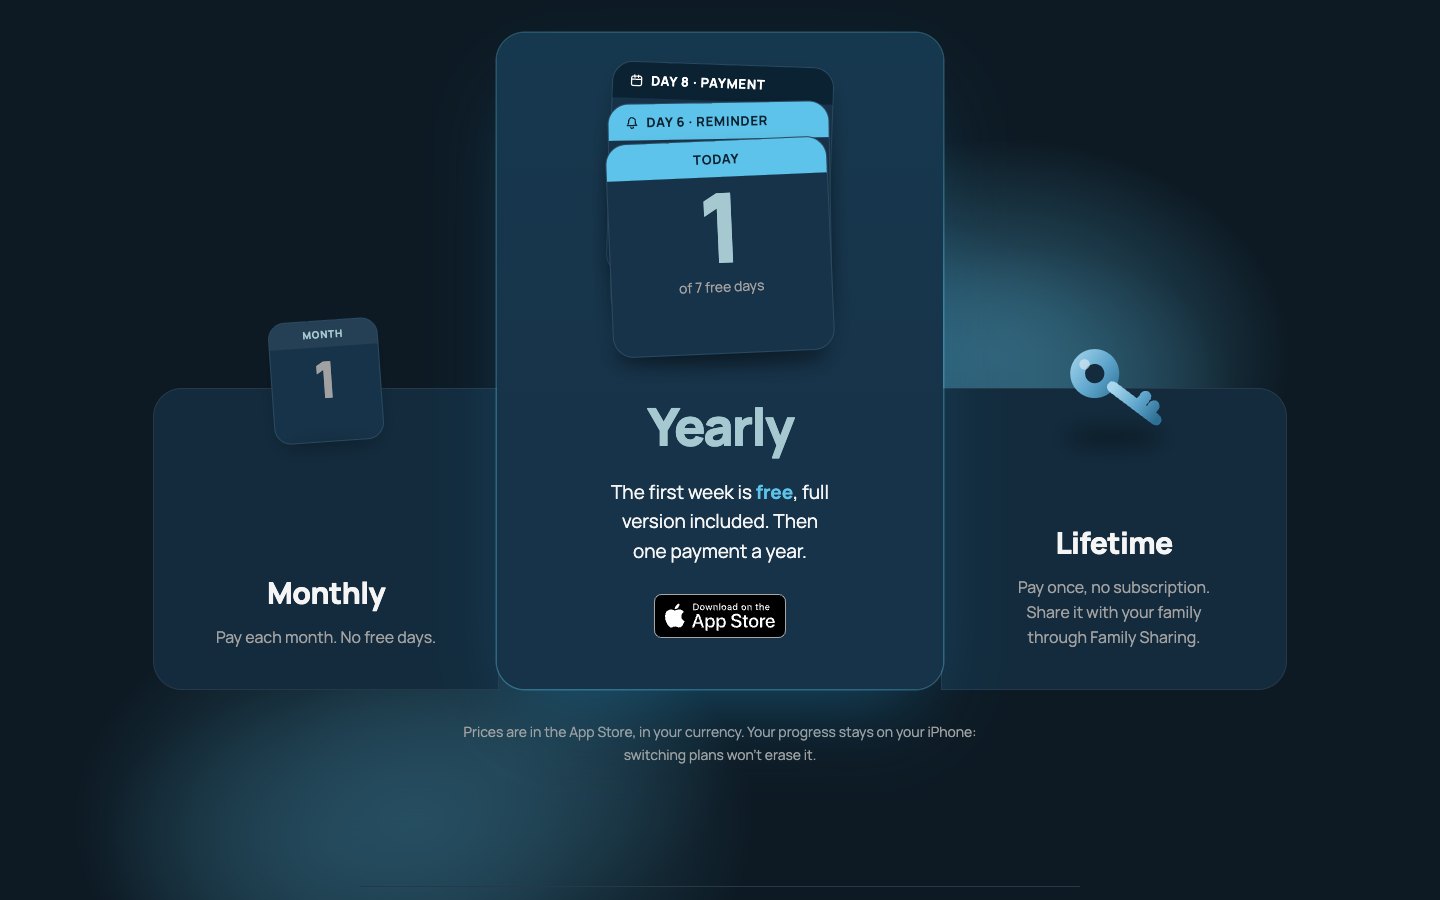 DAY 8 · PAYMENT
DAY 6 · REMINDER
TODAY
1
of 7 free days
MONTH
1
Yearly
The first week is free, full
version included. Then
one payment a year.
Download on the
App Store
Monthly
Pay each month. No free days.
Lifetime
Pay once, no subscription.
Share it with your family
through Family Sharing.
Prices are in the App Store, in your currency. Your progress stays on your iPhone:
switching plans won't erase it.